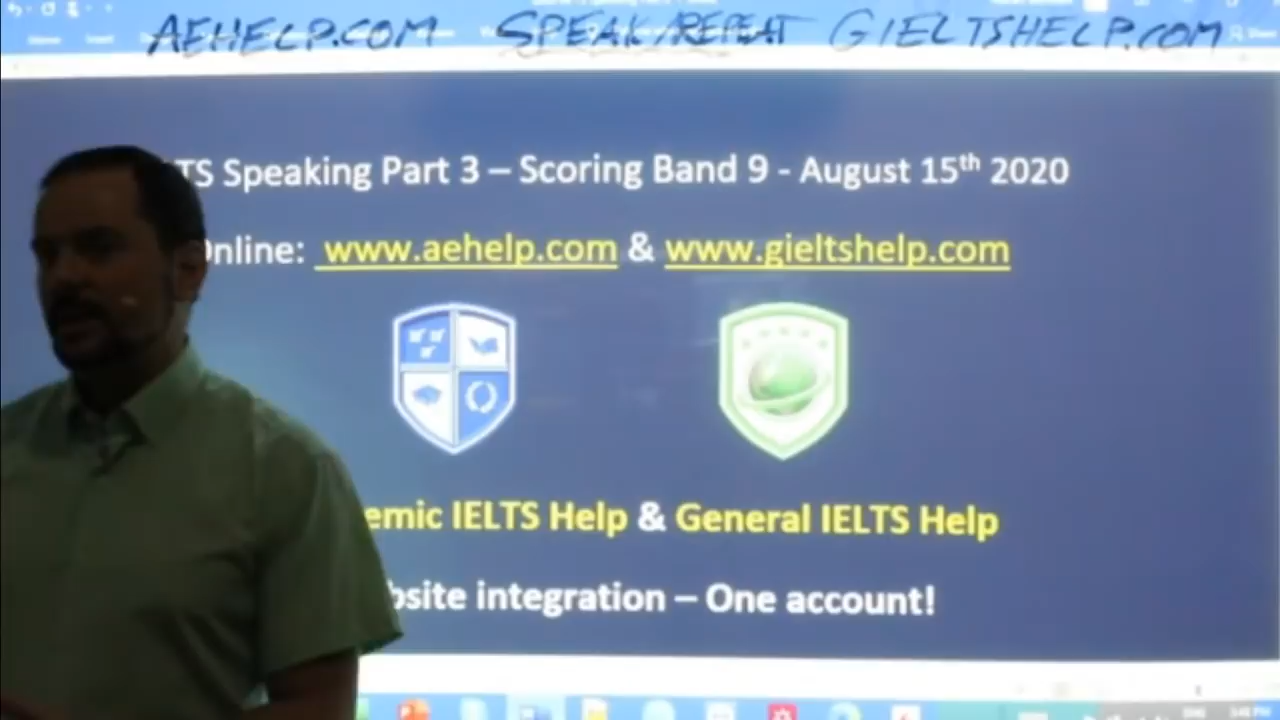 AEHELP.COM SPEAK/REPEAT GIELTSHELP.COM
TS Speaking Part 3 – Scoring Band 9 - August 15th 2020
Online: www.aehelp.com & www.gieltshelp.com
emic IELTS Help & General IELTS Help
bsite integration – One account!